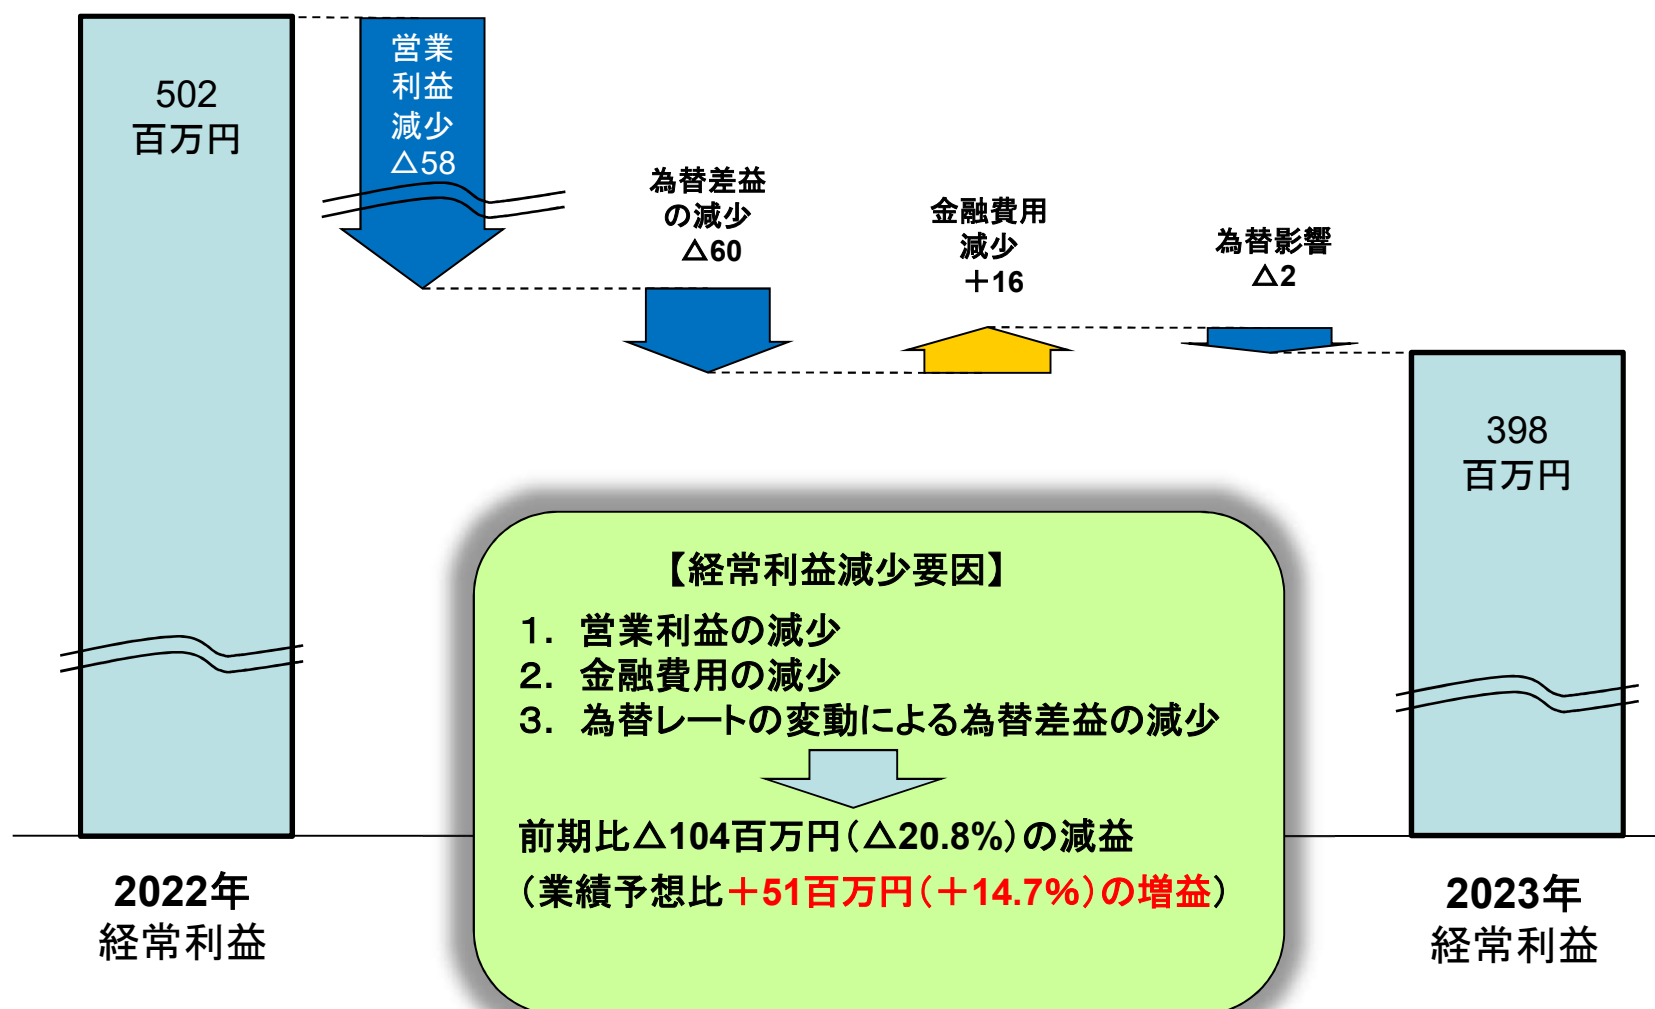 502
百万円
営業
利益
減少
△58
為替差益
の減少
△60
金融費用
減少
＋16
為替影響
△2
398
百万円
【経常利益減少要因】
１． 営業利益の減少
２． 金融費用の減少
３． 為替レートの変動による為替差益の減少
前期比△104百万円（△20.8%）の減益
（業績予想比＋51百万円（＋14.7%）の増益）
2022年
経常利益
2023年
経常利益